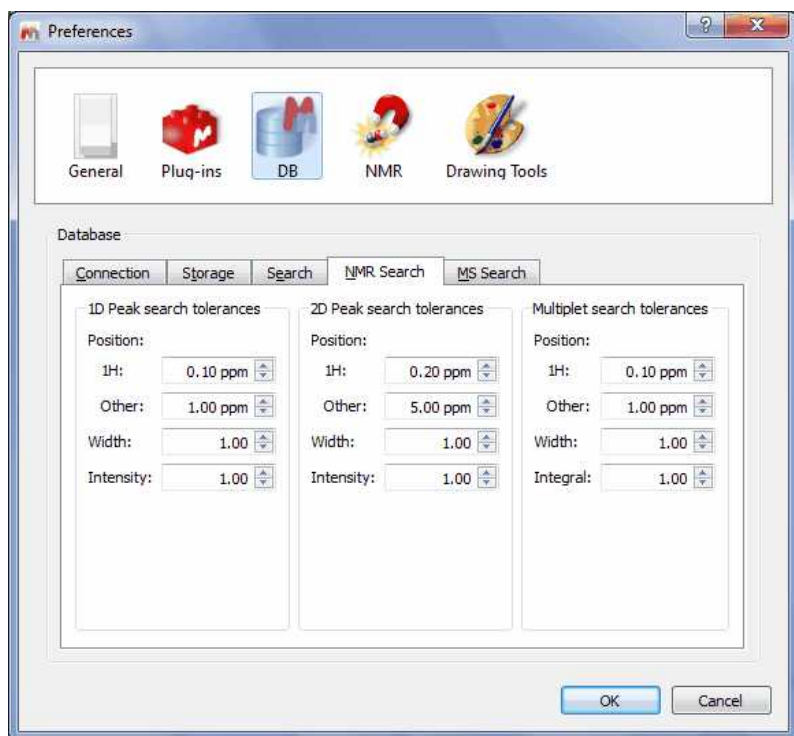 Preferences
General Plug-ins DB NMR Drawing Tools
Database
Connection Storage Search NMR Search MS Search
1D Peak search tolerances 2D Peak search tolerances Multiplet search tolerances
Position: Position: Position:
1H: 0.10 ppm 1H: 0.20 ppm 1H: 0.10 ppm
Other: 1.00 ppm Other: 5.00 ppm Other: 1.00 ppm
Width: 1.00 Width: 1.00 Width: 1.00
Intensity: 1.00 Intensity: 1.00 Integral: 1.00
OK Cancel